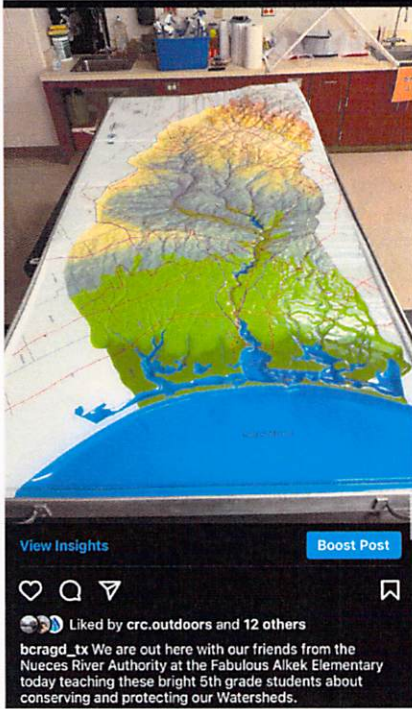 View Insights
Boost Post
Liked by crc.outdoors and 12 others
bcragd_tx We are out here with our friends from the
Nueces River Authority at the Fabulous Alkek Elementary
today teaching these bright 5th grade students about
conserving and protecting our Watersheds.